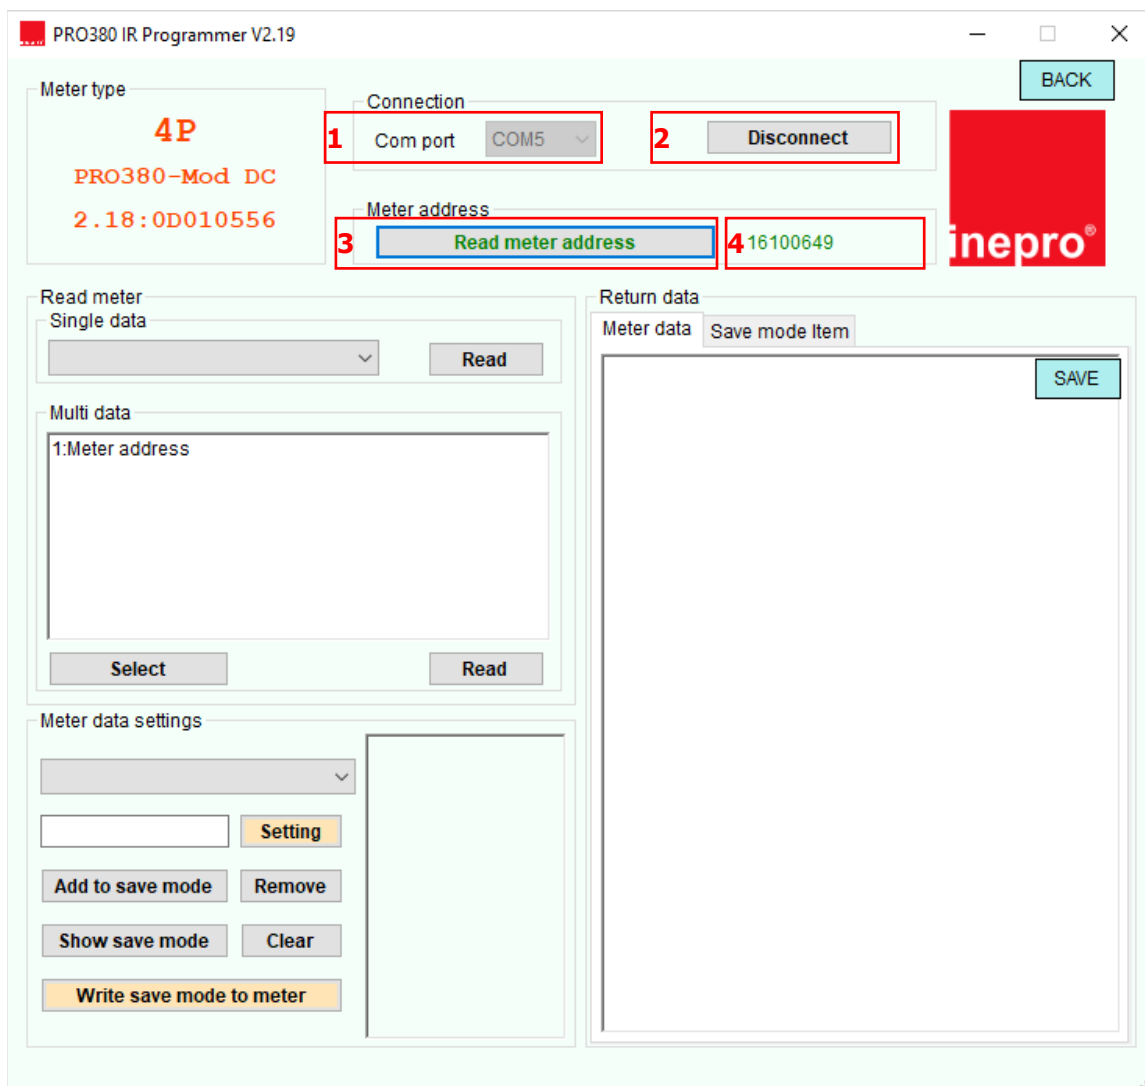 PRO380 IR Programmer V2.19
BACK
Meter type
4P
PRO380-Mod DC
2.18:0D010556
Connection
1 Com port COM5 2 Disconnect
Meter address
3 Read meter address 4 16100649
inepro®
Read meter
Single data
Read
Multi data
1:Meter address
Select Read
Return data
Meter data Save mode Item
SAVE
Meter data settings
Setting
Add to save mode Remove
Show save mode Clear
Write save mode to meter